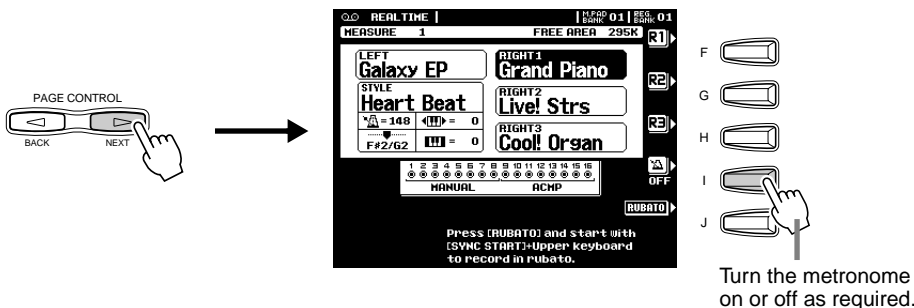 PAGE CONTROL
BACK NEXT
REALTIME M.PAD BANK 01 REG. BANK 01
MEASURE 1 FREE AREA 295K
R1
LEFT
Galaxy EP
RIGHT1
Grand Piano
R2
STYLE
Heart Beat
RIGHT2
Live! Strs
=148 = 0
R3
F#2/G2 = 0
RIGHT3
Cool! Organ
1 2 3 4 5 6 7 8 9 10 11 12 13 14 15 16
MANUAL ACMP
OFF
RUBATO
Press [RUBATO] and start with
[SYNC START]+Upper keyboard
to record in rubato.
F
G
H
I
J
Turn the metronome
on or off as required.